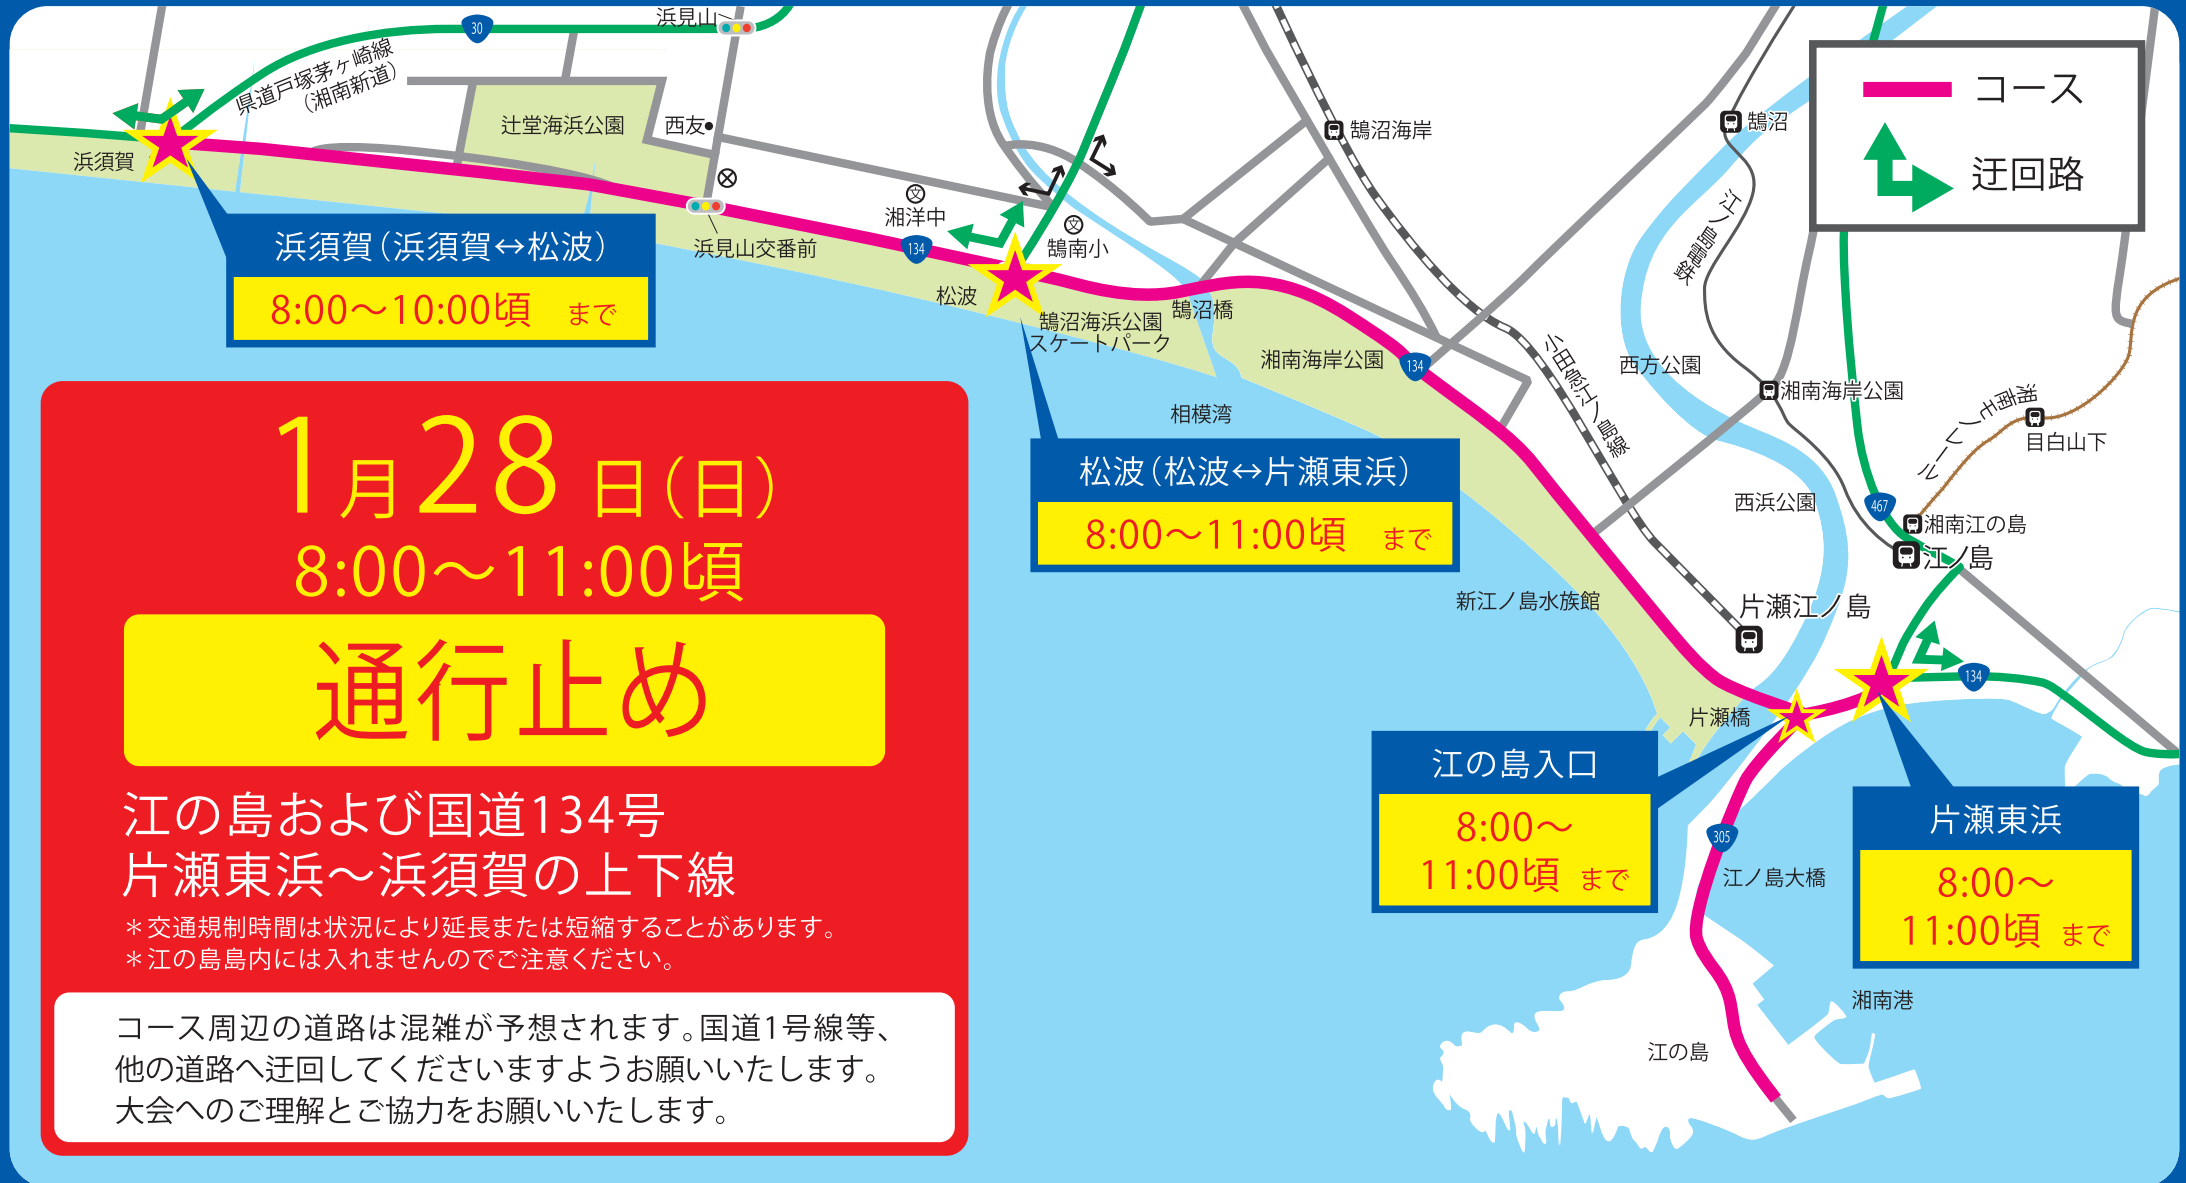 浜見山
30
県道戸塚茅ヶ崎線
（湘南新道）
辻堂海浜公園
西友
浜須賀
浜見山交番前
文
湘洋中
134
文
鵠南小
松波
鵠沼海浜公園
スケートパーク
鵠沼橋
鵠沼海岸
鵠沼
江ノ島電鉄
コース
迂回路
湘南海岸公園
134
相模湾
小田急江ノ島線
西方公園
湘南海岸公園
湘南モノレール
目白山下
西浜公園
467
湘南江の島
江ノ島
新江ノ島水族館
片瀬江ノ島
片瀬橋
134
305
江ノ島大橋
湘南港
江の島
浜須賀（浜須賀↔松波）
8:00〜10:00頃 まで
松波（松波↔片瀬東浜）
8:00〜11:00頃 まで
江の島入口
8:00〜
11:00頃 まで
片瀬東浜
8:00〜
11:00頃 まで
1月28日（日）
8:00〜11:00頃
通行止め
江の島および国道134号
片瀬東浜〜浜須賀の上下線
＊交通規制時間は状況により延長または短縮することがあります。
＊江の島島内には入れませんのでご注意ください。
コース周辺の道路は混雑が予想されます。国道1号線等、
他の道路へ迂回してくださいますようお願いいたします。
大会へのご理解とご協力をお願いいたします。